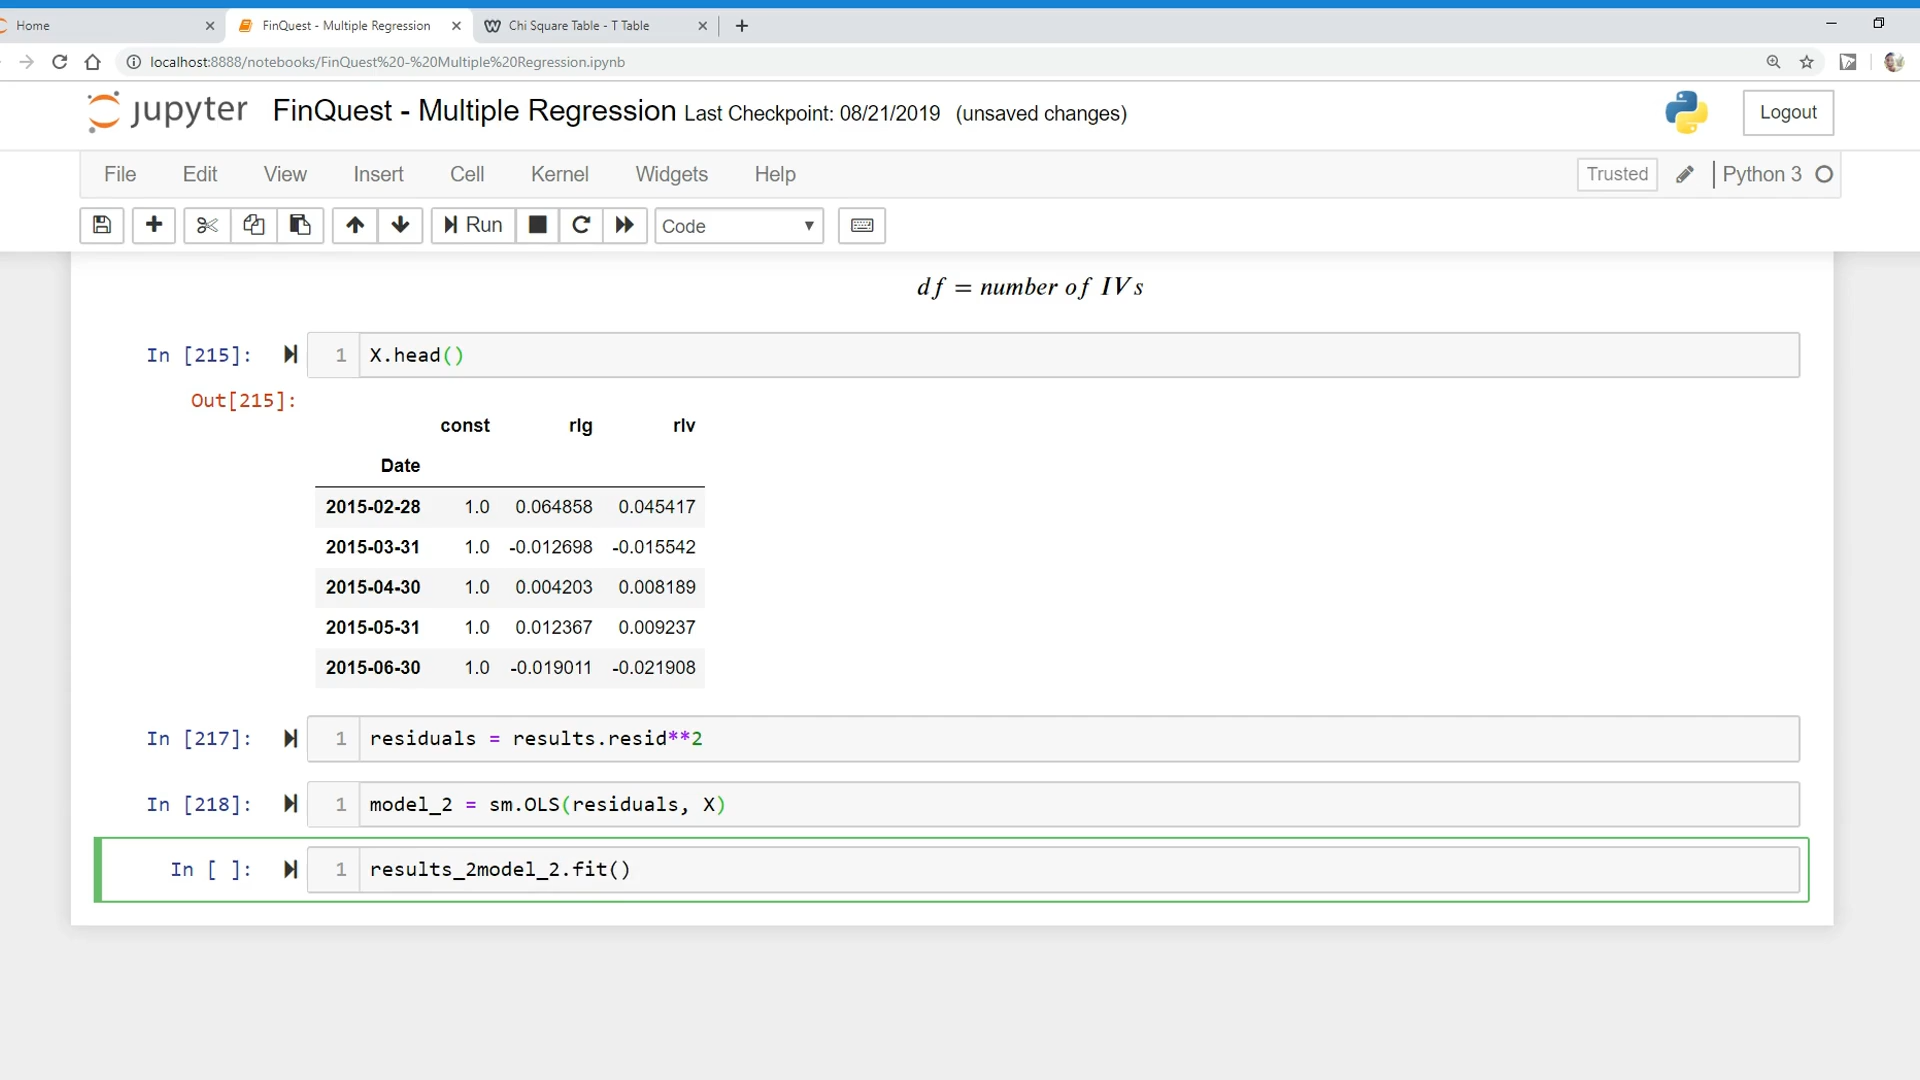 Home
FinQuest - Multiple Regression
Chi Square Table - T Table
localhost:8888/notebooks/FinQuest%20-%20Multiple%20Regression.ipynb
jupyter FinQuest - Multiple Regression Last Checkpoint: 08/21/2019 (unsaved changes)
Logout
File Edit View Insert Cell Kernel Widgets Help
Trusted Python 3
Run Code
df = number of IVs
In [215]: 1 X.head()
Out[215]:
const rlg rlv
Date
2015-02-28 1.0 0.064858 0.045417
2015-03-31 1.0 -0.012698 -0.015542
2015-04-30 1.0 0.004203 0.008189
2015-05-31 1.0 0.012367 0.009237
2015-06-30 1.0 -0.019011 -0.021908
In [217]: 1 residuals = results.resid**2
In [218]: 1 model_2 = sm.OLS(residuals, X)
In [ ]: 1 results_2model_2.fit()